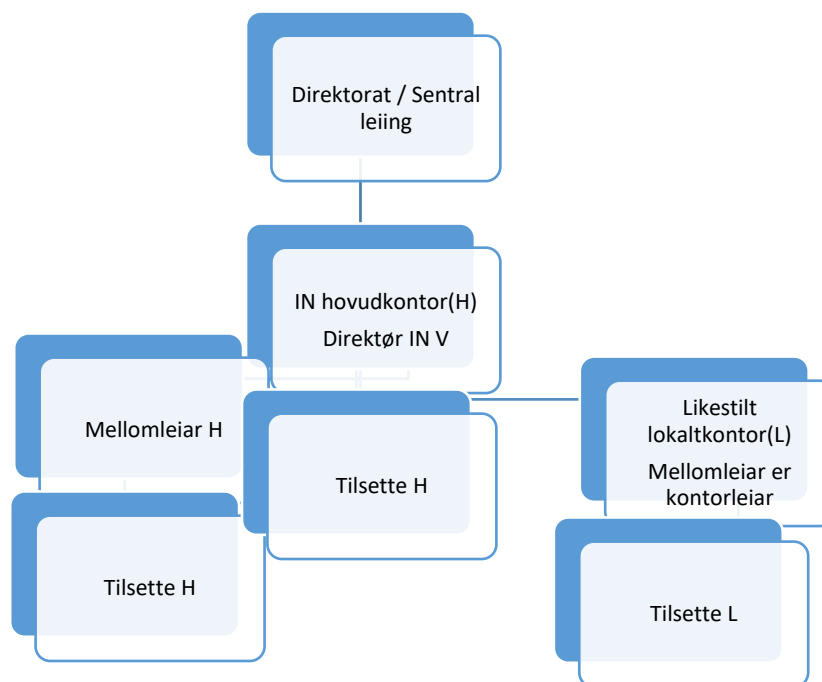 Direktorat / Sentral
leiing
IN hovudkontor(H)
Direktør IN V
Mellomleiar H
Tilsette H
Likestilt
lokaltkontor(L)
Mellomleiar er
kontorleiar
Tilsette H
Tilsette L